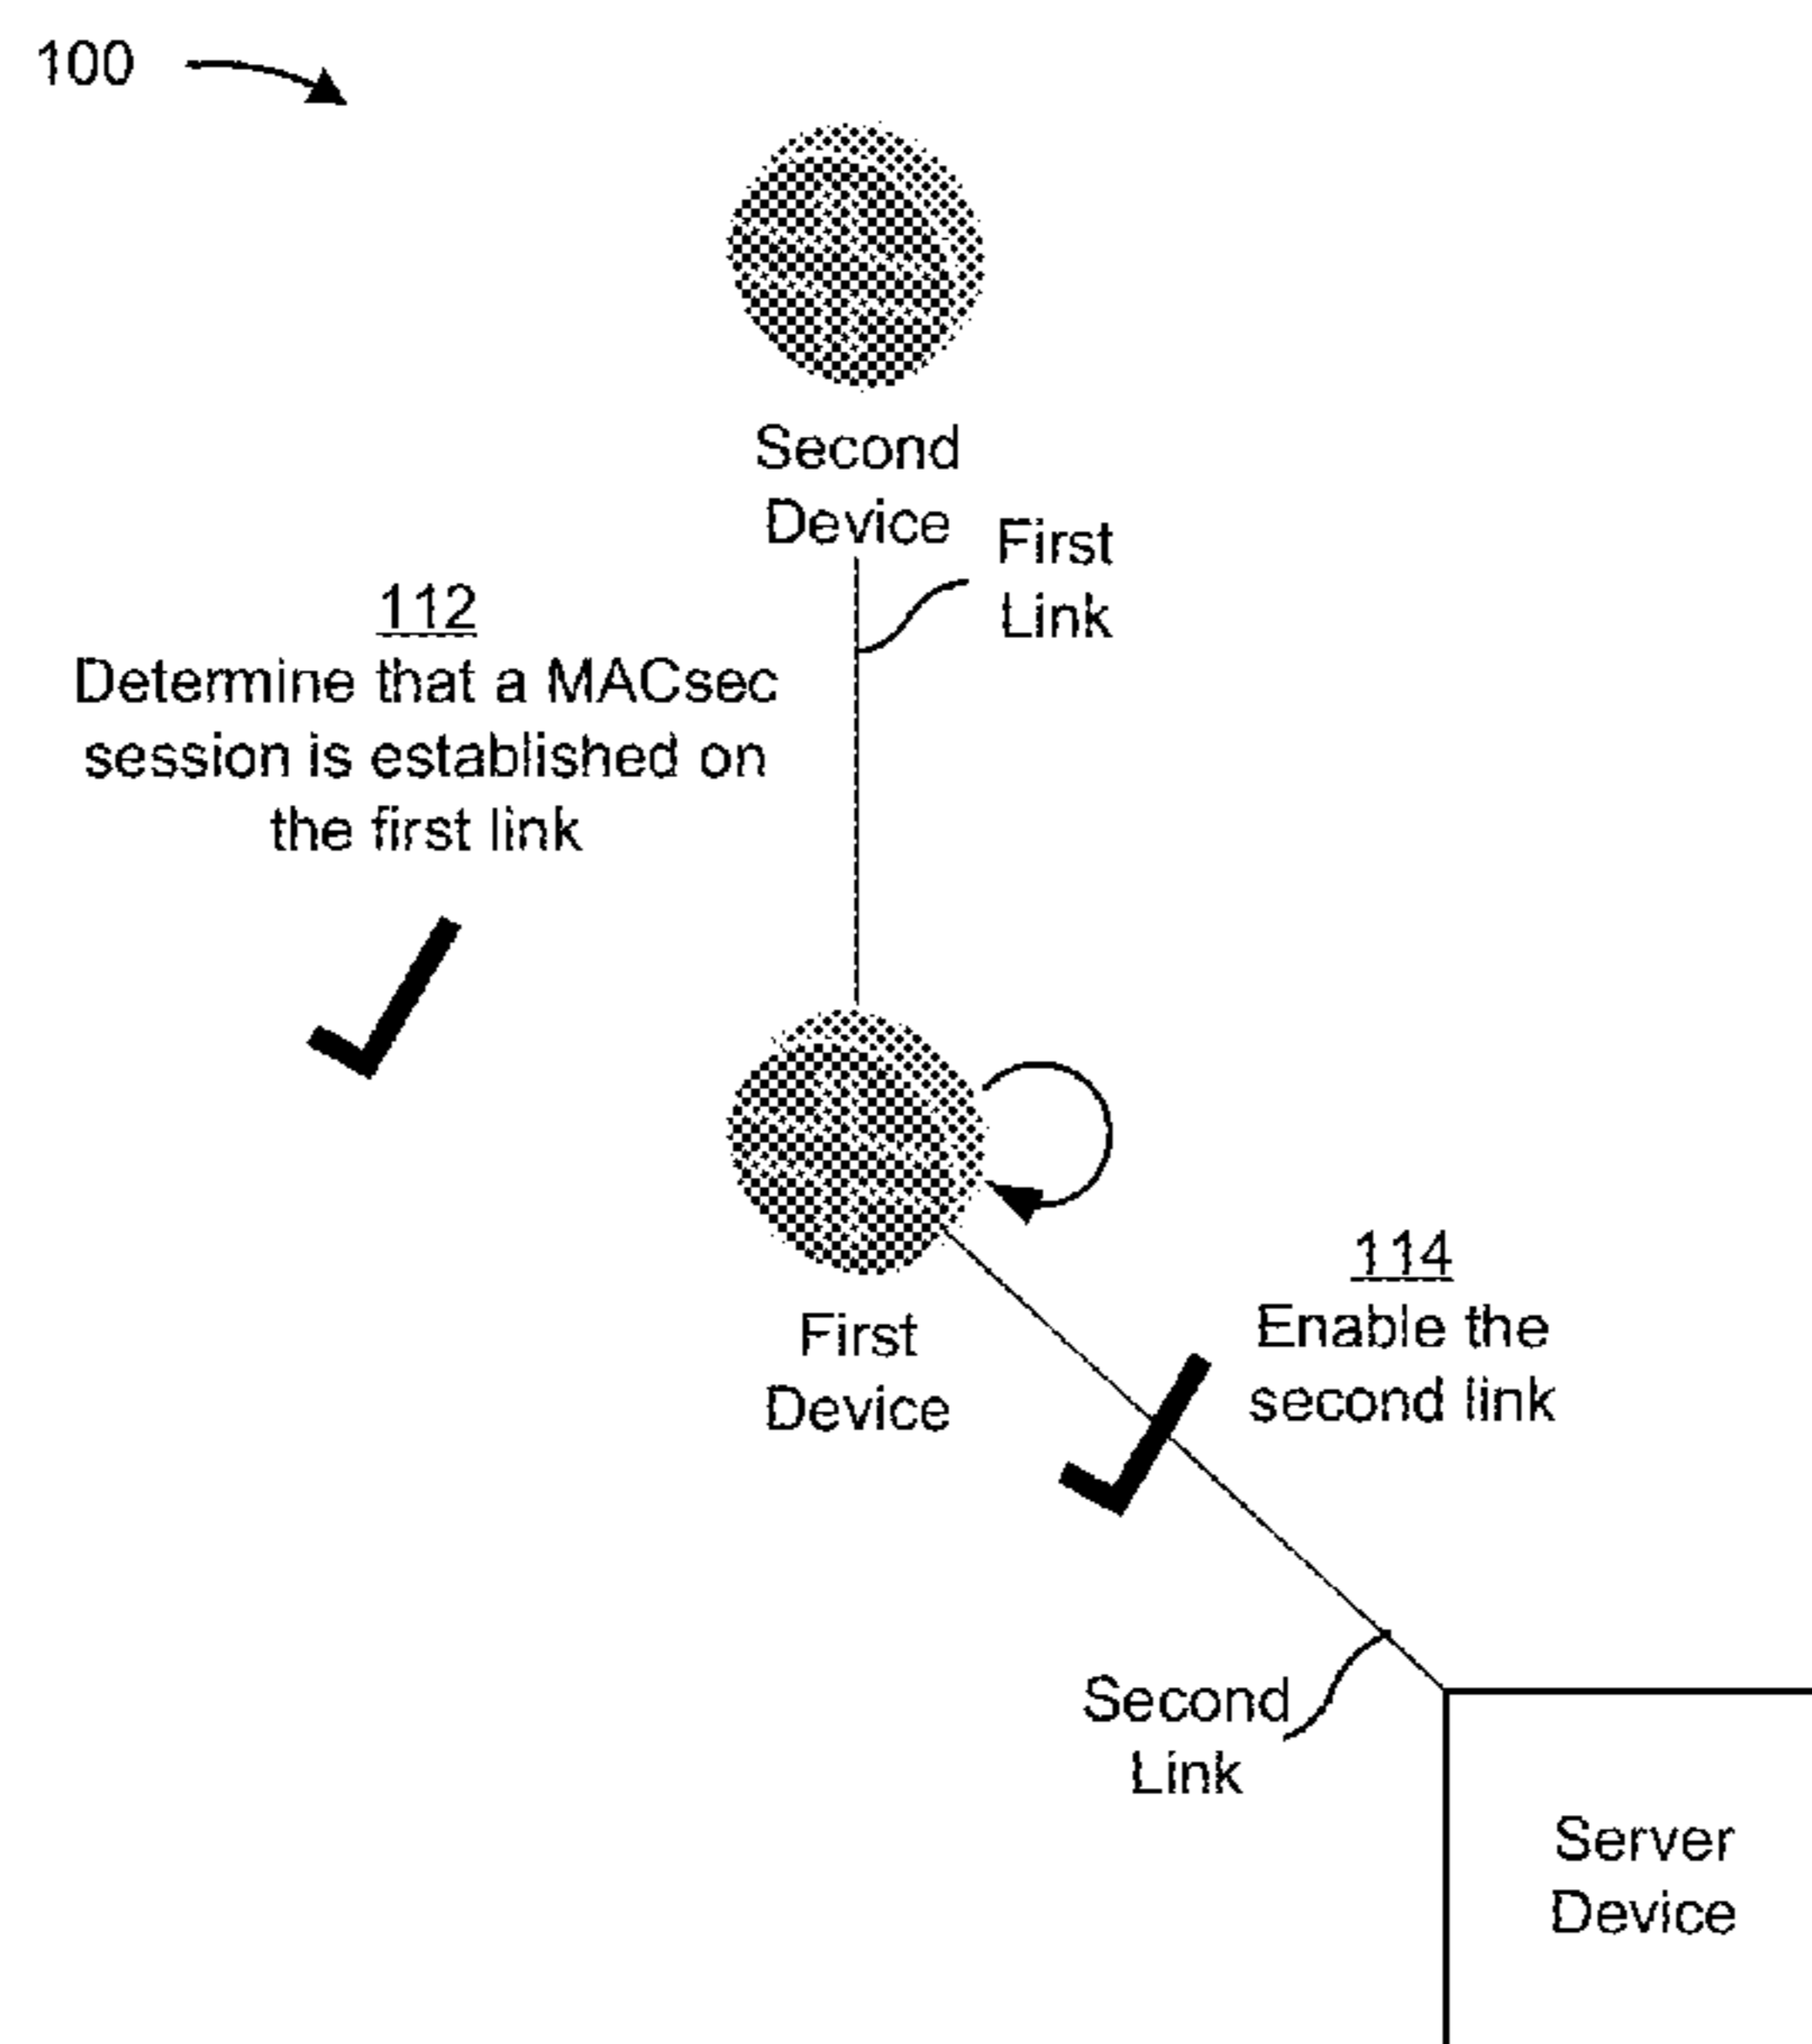 100
Second
Device
First
Link
112
Determine that a MACsec
session is established on
the first link
First
Device
114
Enable the
second link
Second
Link
Server
Device